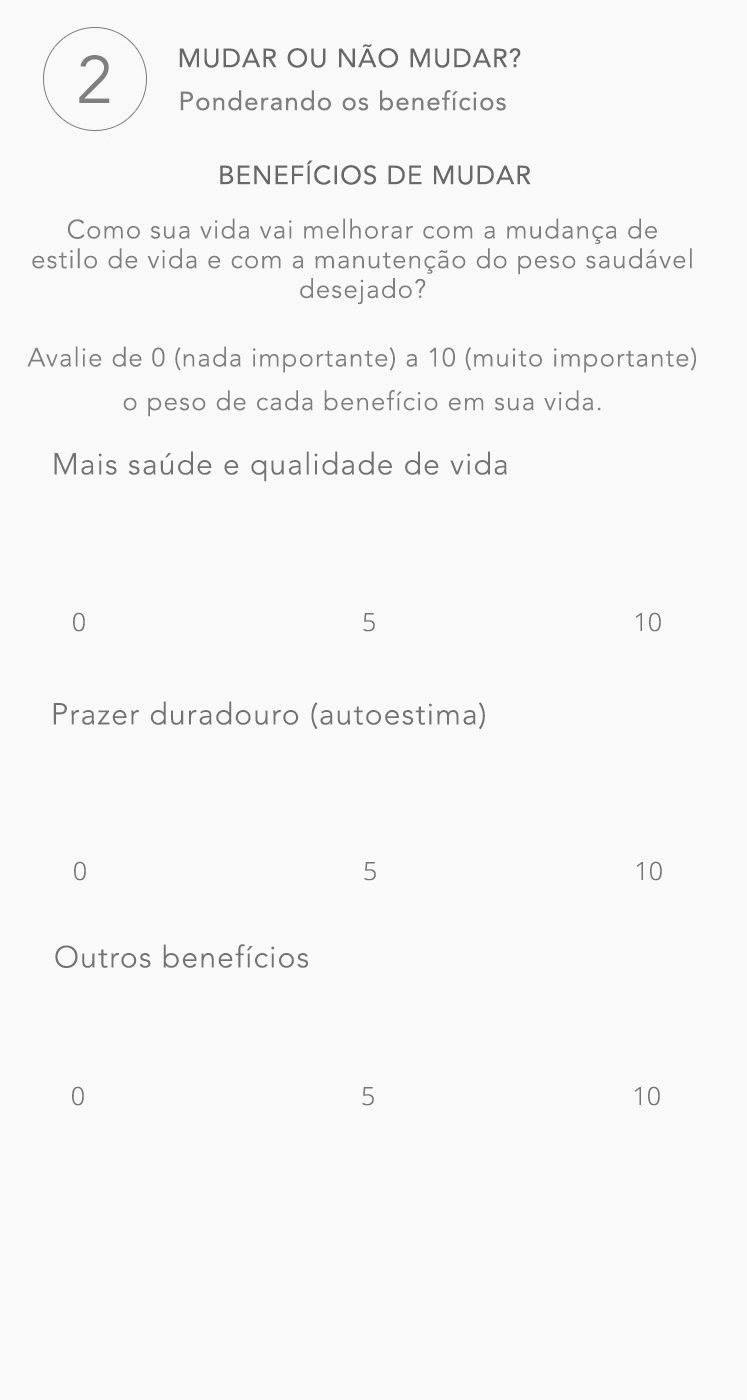 2
MUDAR OU NÃO MUDAR?
Ponderando os benefícios
BENEFÍCIOS DE MUDAR
Como sua vida vai melhorar com a mudança de
estilo de vida e com a manutenção do peso saudável
desejado?
Avalie de 0 (nada importante) a 10 (muito importante)
o peso de cada benefício em sua vida.
Mais saúde e qualidade de vida
0 5 10
Prazer duradouro (autoestima)
0 5 10
Outros benefícios
0 5 10